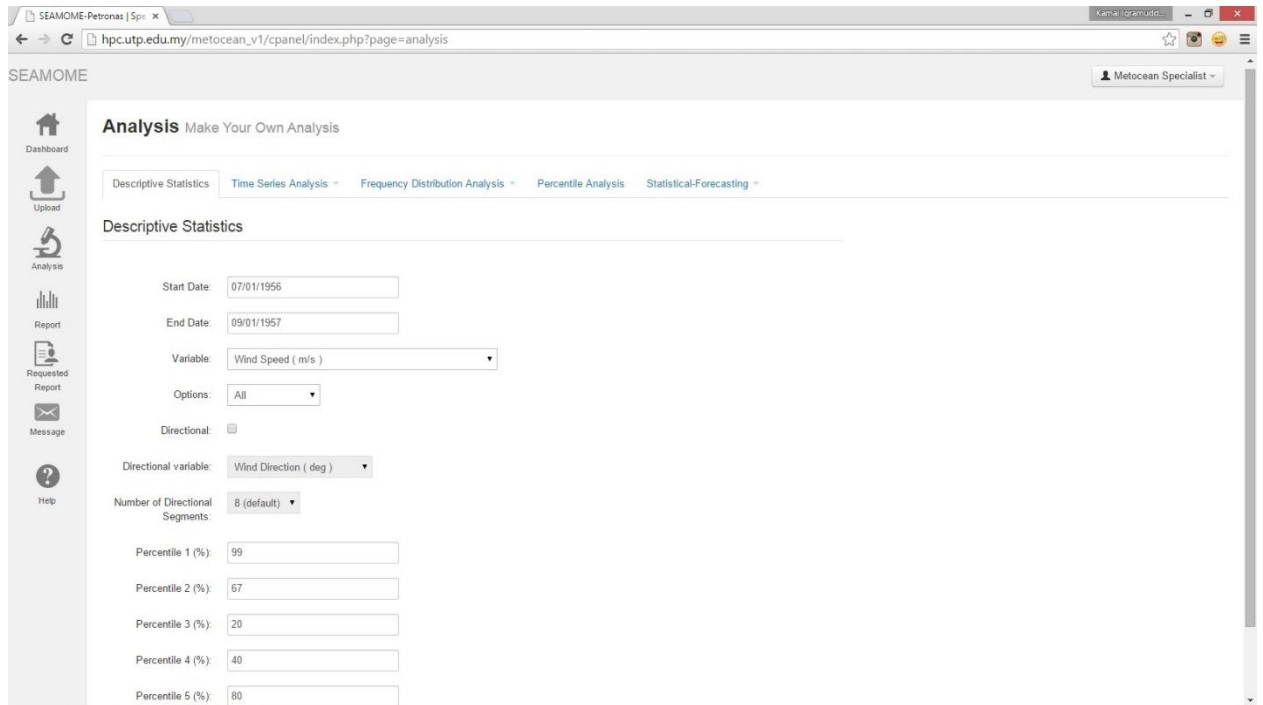 SEAMOME-Petronas | Spe
Kamal Iqramudd...
hpc.utp.edu.my/metocean_v1/cpanel/index.php?page=analysis
SEAMOME
Metocean Specialist
Dashboard
Upload
Analysis
Report
Requested
Report
Message
Help
Analysis Make Your Own Analysis
Descriptive Statistics Time Series Analysis Frequency Distribution Analysis Percentile Analysis Statistical-Forecasting
Descriptive Statistics
Start Date: 07/01/1956
End Date: 09/01/1957
Variable: Wind Speed ( m/s )
Options: All
Directional:
Directional variable: Wind Direction ( deg )
Number of Directional
Segments: 8 (default)
Percentile 1 (%): 99
Percentile 2 (%): 67
Percentile 3 (%): 20
Percentile 4 (%): 40
Percentile 5 (%): 80